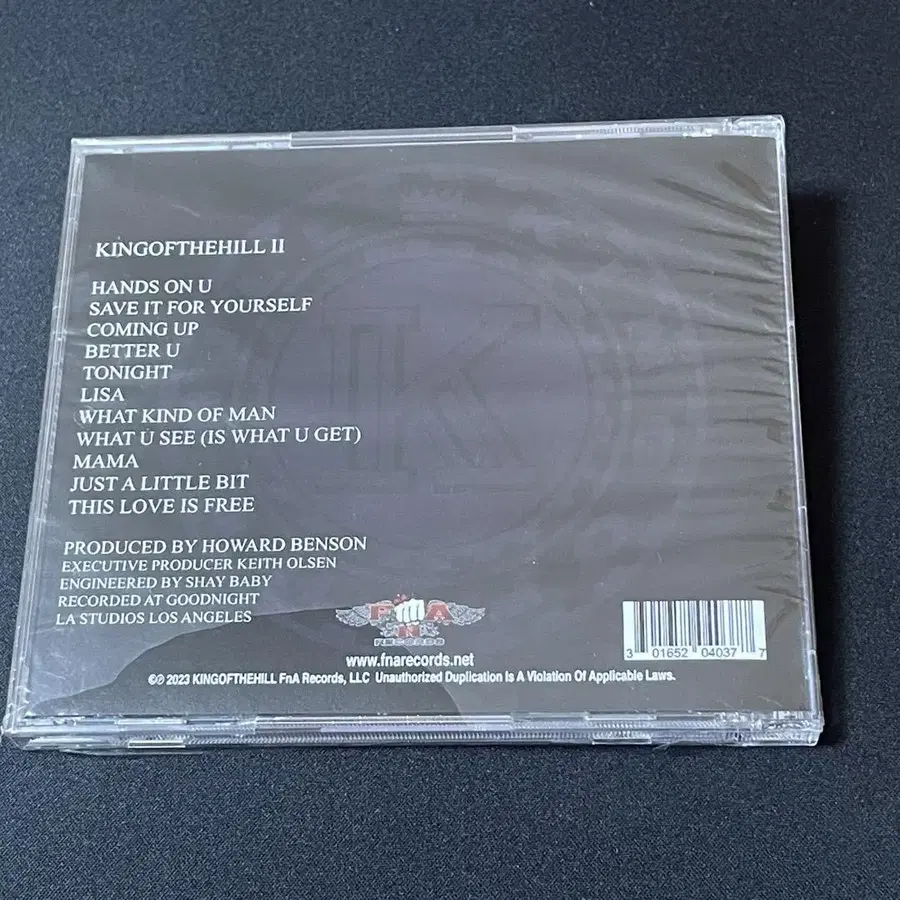 KINGOFTHEHILL II
HANDS ON U
SAVE IT FOR YOURSELF
COMING UP
BETTER U
TONIGHT
LISA
WHAT KIND OF MAN
WHAT U SEE (IS WHAT U GET)
MAMA
JUST A LITTLE BIT
THIS LOVE IS FREE
PRODUCED BY HOWARD BENSON
EXECUTIVE PRODUCER KEITH OLSEN
ENGINEERED BY SHAY BABY
RECORDED AT GOODNIGHT
LA STUDIOS LOS ANGELES
K
F A
N
RECORDS
www.fnarecords.net
©℗ 2023 KINGOFTHEHILL FnA Records, LLC Unauthorized Duplication Is A Violation Of Applicable Laws.
3 01652 04037 7